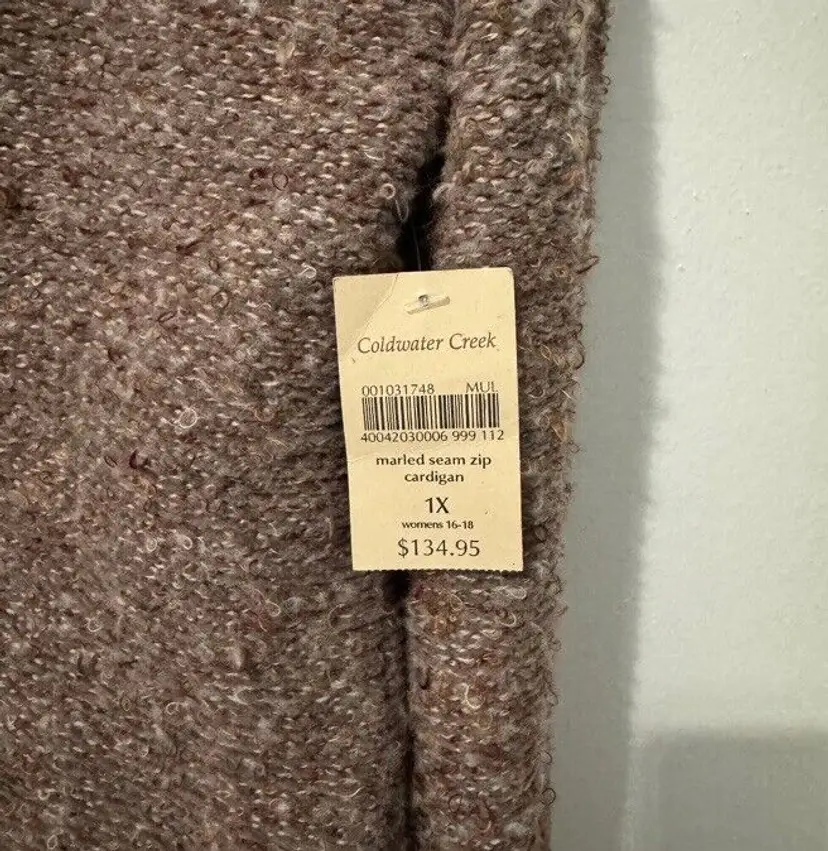 Coldwater Creek
001031748 MUL
40042030006 999 112
marled seam zip
cardigan
1X
womens 16-18
$134.95